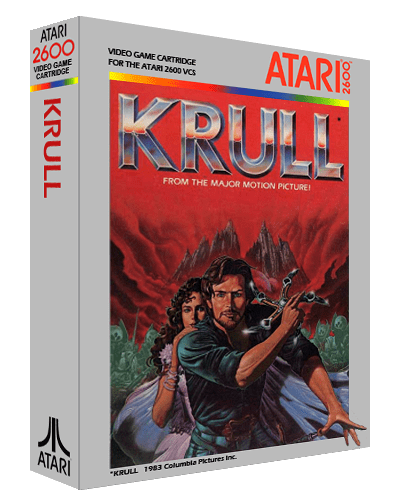 ATARI
2600
VIDEO GAME
CARTRIDGE
KRULL
ATARI
VIDEO GAME CARTRIDGE
FOR THE ATARI 2600 VCS
ATARI
2600™
KRULL*
FROM THE MAJOR MOTION PICTURE!
*KRULL 1983 Columbia Pictures Inc.